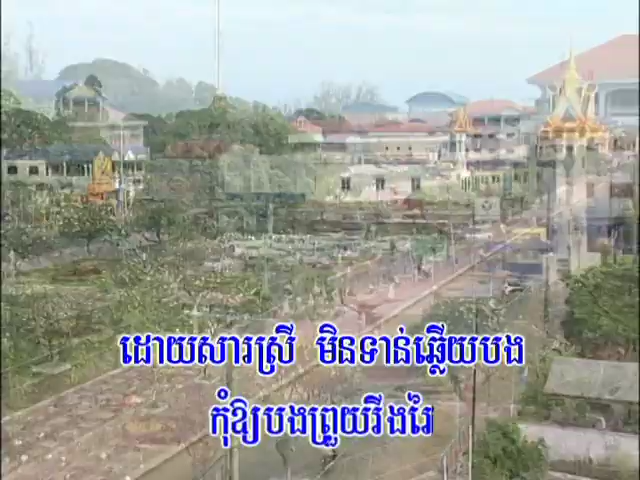 ដោយសារស្រី មិនទាន់ឆ្លើយបង
កុំឱ្យបងព្រួយរីងរៃ